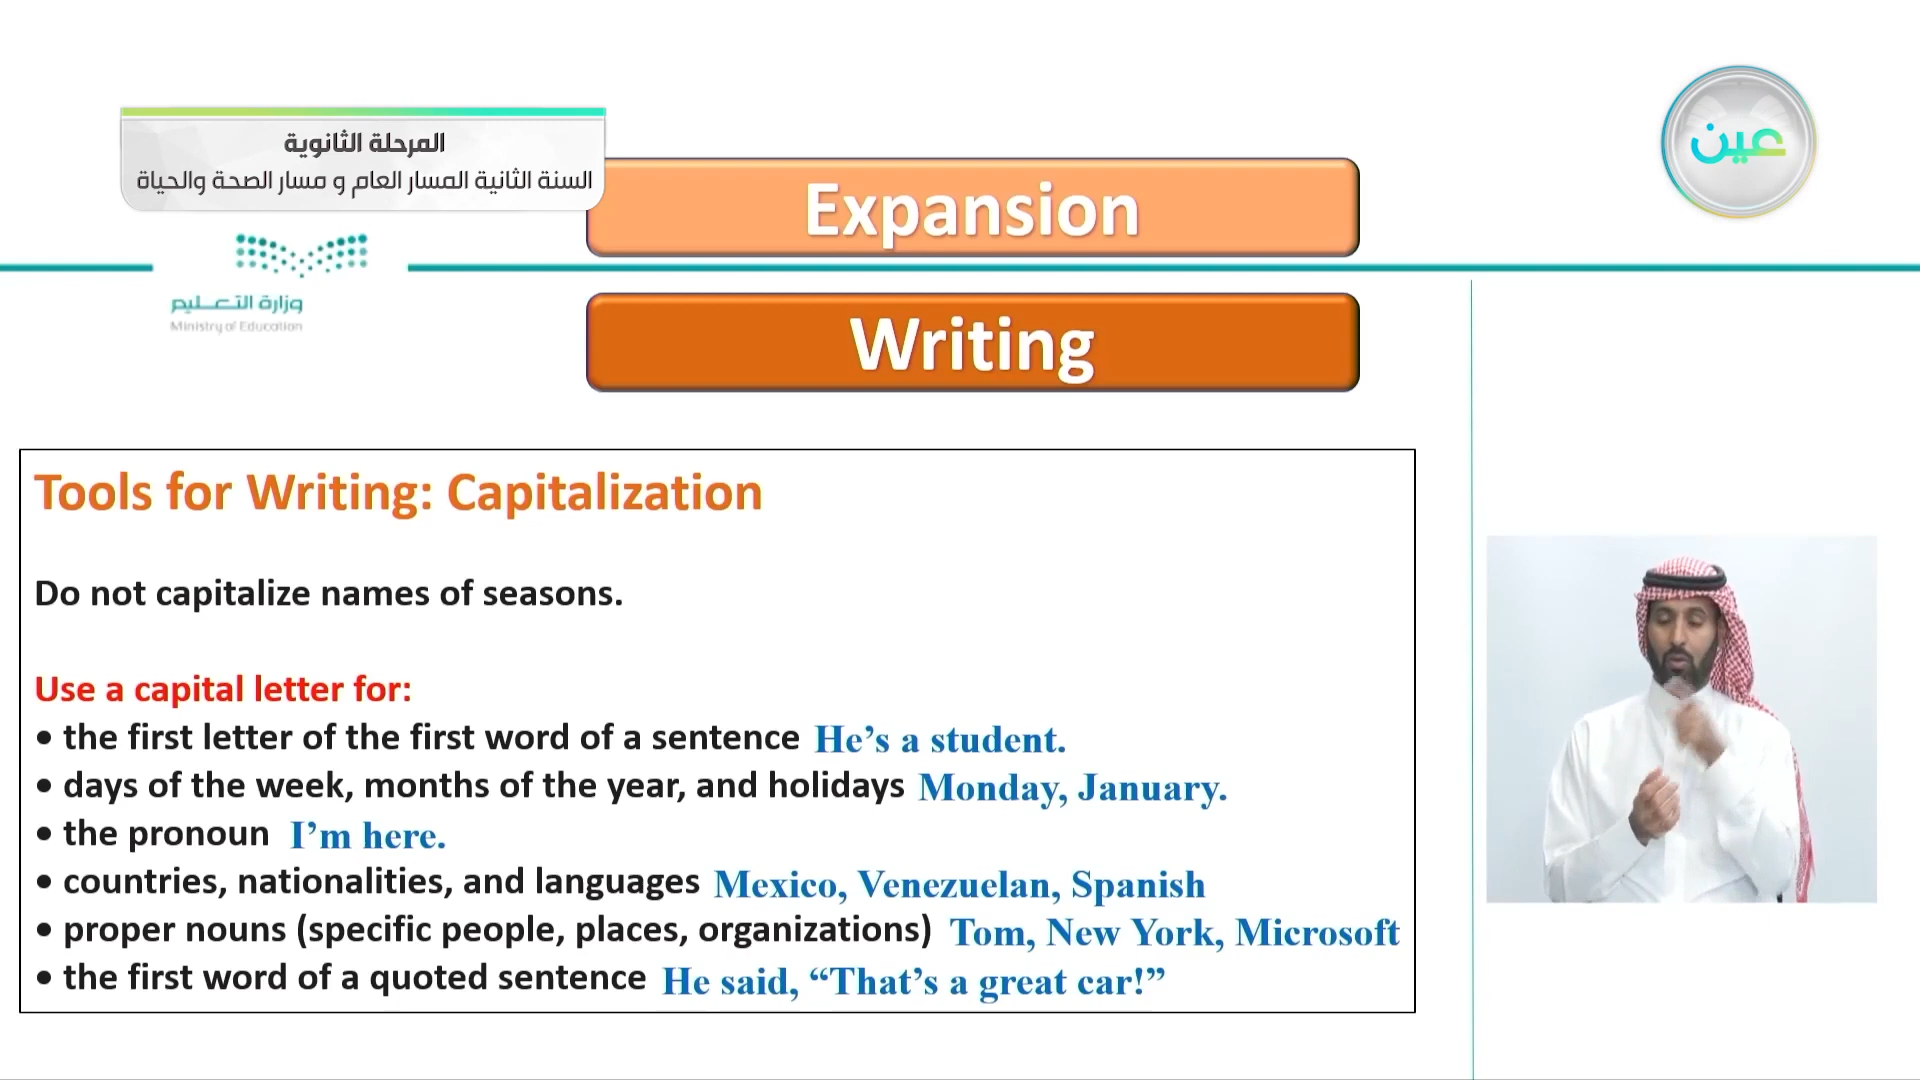 المرحلة الثانوية
السنة الثانية المسار العام و مسار الصحة والحياة
عين
Expansion
وزارة التعليم
Ministry of Education
Writing
Tools for Writing: Capitalization
Do not capitalize names of seasons.
Use a capital letter for:
• the first letter of the first word of a sentence He’s a student.
• days of the week, months of the year, and holidays Monday, January.
• the pronoun I’m here.
• countries, nationalities, and languages Mexico, Venezuelan, Spanish
• proper nouns (specific people, places, organizations) Tom, New York, Microsoft
• the first word of a quoted sentence He said, “That’s a great car!”